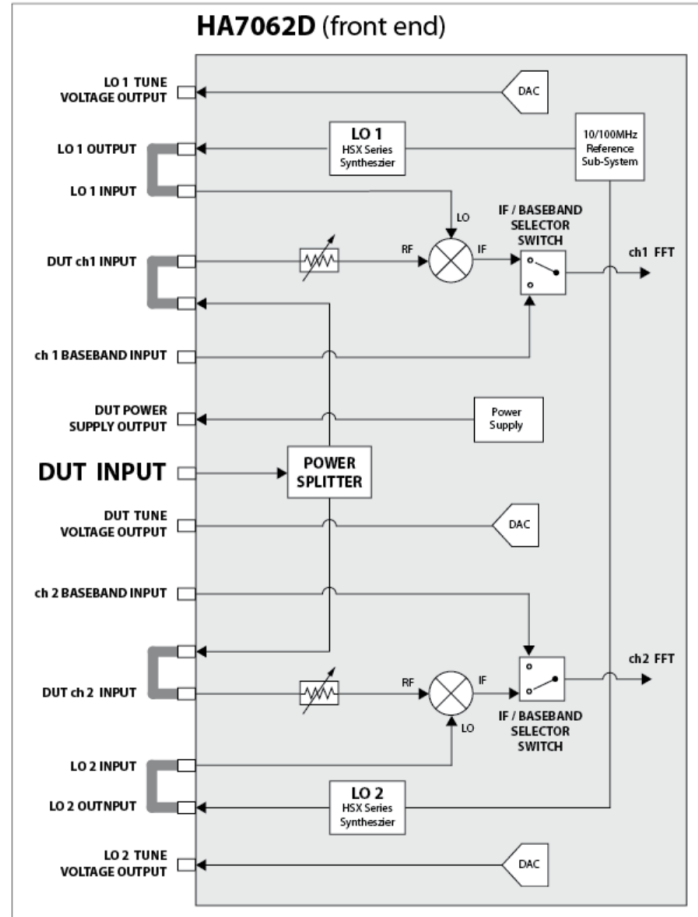 HA7062D (front end)
LO 1 TUNE
VOLTAGE OUTPUT
DAC
LO 1 OUTPUT
LO 1
HSX Series
Syntheszier
10/100MHz
Reference
Sub-System
LO 1 INPUT
LO
IF / BASEBAND
SELECTOR
SWITCH
DUT ch1 INPUT
RF
IF
ch1 FFT
ch 1 BASEBAND INPUT
DUT POWER
SUPPLY OUTPUT
Power
Supply
DUT INPUT
POWER
SPLITTER
DUT TUNE
VOLTAGE OUTPUT
DAC
ch 2 BASEBAND INPUT
DUT ch 2 INPUT
RF
IF
ch2 FFT
LO
IF / BASEBAND
SELECTOR
SWITCH
LO 2 INPUT
LO 2 OUTNPUT
LO 2
HSX Series
Syntheszier
LO 2 TUNE
VOLTAGE OUTPUT
DAC